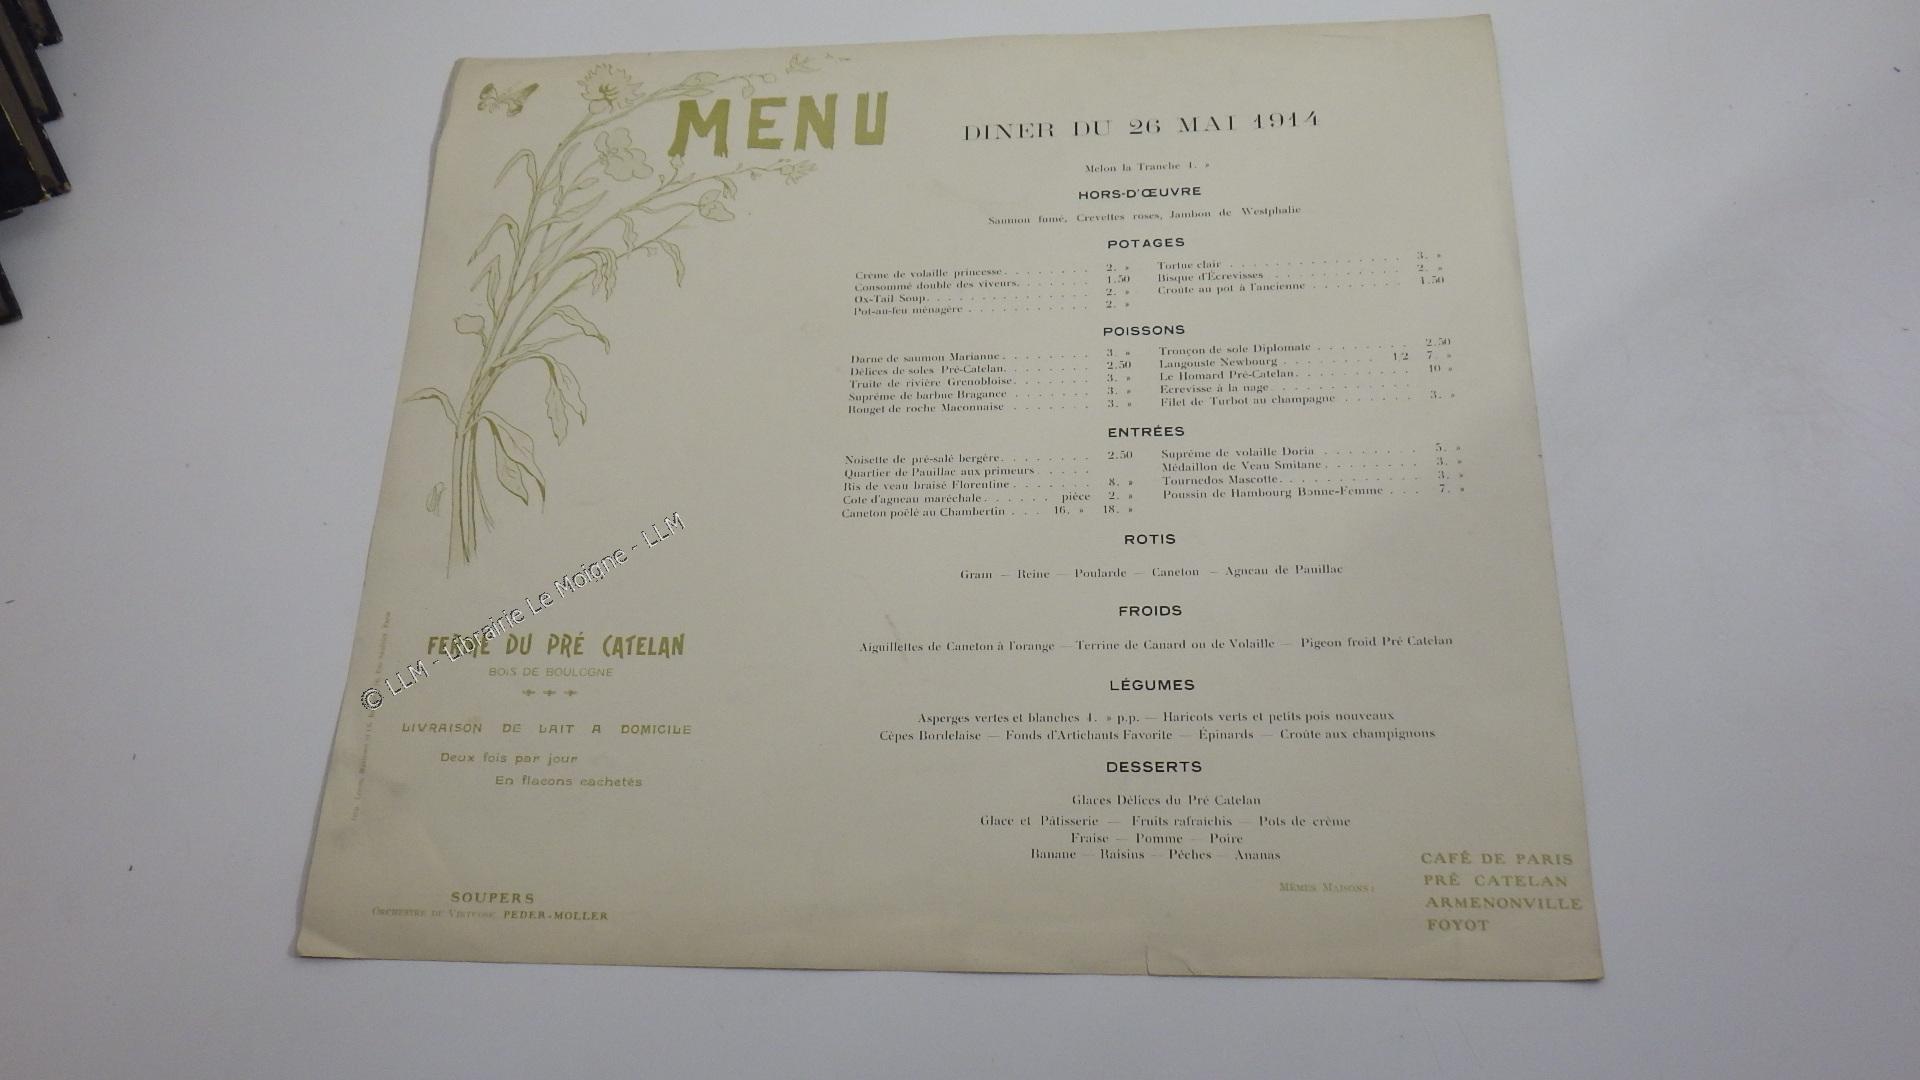 MENU
DINER DU 26 MAI 1914
Melon la Tranche 4. »
HORS-D'ŒUVRE
Saumon fumé, Crevettes roses, Jambon de Westphalie
POTAGES
Crème de volaille princesse. . . . . . . . 2. »
Consommé double des viveurs. . . . . . . 1.50
Ox-Tail Soup. . . . . . . . . . . . . 2. »
Pot-au-feu ménagère . . . . . . . . . . 2. »
Tortue clair . . . . . . . . . . . . . . . 3. »
Bisque d'Écrevisses . . . . . . . . . . . 2. »
Croûte au pot à l'ancienne . . . . . . . . 1.50
POISSONS
Darne de saumon Marianne. . . . . . . . 3. »
Délices de soles Pré-Catelan. . . . . . . . 2.50
Truite de rivière Grenobloise. . . . . . . 3. »
Suprême de barbue Bragance . . . . . . . 3. »
Rouget de roche Maconnaise . . . . . . . 3. »
Tronçon de sole Diplomate . . . . . . . . 2.50
Langouste Newbourg . . . . . . . . 1/2 7. »
Le Homard Pré-Catelan. . . . . . . . . . 10 »
Ecrevisse à la nage. . . . . . . . . . . .
Filet de Turbot au champagne . . . . . . 3. »
ENTRÉES
Noisette de pré-salé bergère. . . . . . . . 2.50
Quartier de Pauillac aux primeurs . . . . .
Ris de veau braisé Florentine . . . . . . . 8. »
Cote d'agneau maréchale. . . . . . pièce 2. »
Caneton poêlé au Chambertin . . . 16. » 18. »
Suprême de volaille Doria . . . . . . . . 5. »
Médaillon de Veau Smitane. . . . . . . . 3. »
Tournedos Mascotte. . . . . . . . . . . 3. »
Poussin de Hambourg Bonne-Femme . . . 7. »
ROTIS
Grain — Reine — Poularde — Caneton — Agneau de Pauillac
FROIDS
Aiguillettes de Caneton à l'orange — Terrine de Canard ou de Volaille — Pigeon froid Pré Catelan
LÉGUMES
Asperges vertes et blanches 4. » p.p. — Haricots verts et petits pois nouveaux
Cèpes Bordelaise — Fonds d'Artichauts Favorite — Épinards — Croûte aux champignons
DESSERTS
Glaces Délices du Pré Catelan
Glace et Pâtisserie — Fruits rafraichis — Pots de crème
Fraise — Pomme — Poire
Banane — Raisins — Pêches — Ananas
FERME DU PRÉ CATELAN
BOIS DE BOULOGNE
LIVRAISON DE LAIT A DOMICILE
Deux fois par jour
En flacons cachetés
SOUPERS
ORCHESTRE DU VIRTUOSE PEDER-MOLLER
MÊMES MAISONS :
CAFÉ DE PARIS
PRÉ CATELAN
ARMENONVILLE
FOYOT
© LLM - Librairie Le Moigne - LLM